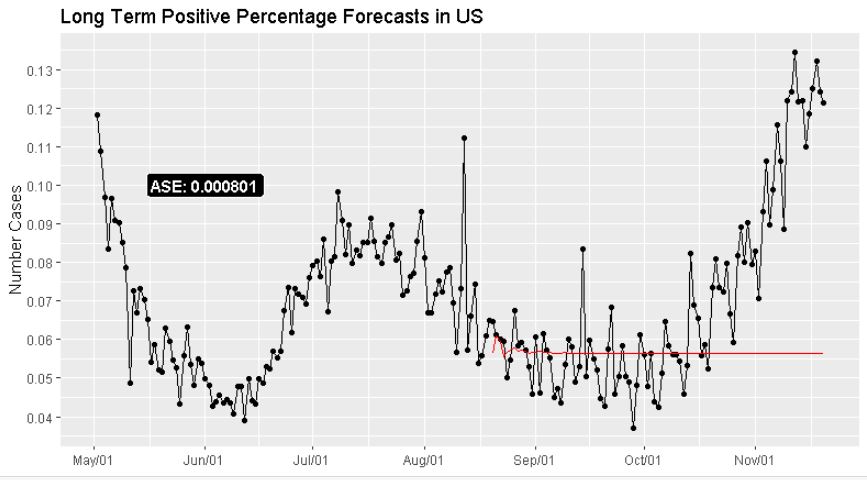 Long Term Positive Percentage Forecasts in US
0.13
0.12
0.11
0.10
0.09
0.08
0.07
0.06
0.05
0.04
Number Cases
ASE: 0.000801
May/01 Jun/01 Jul/01 Aug/01 Sep/01 Oct/01 Nov/01